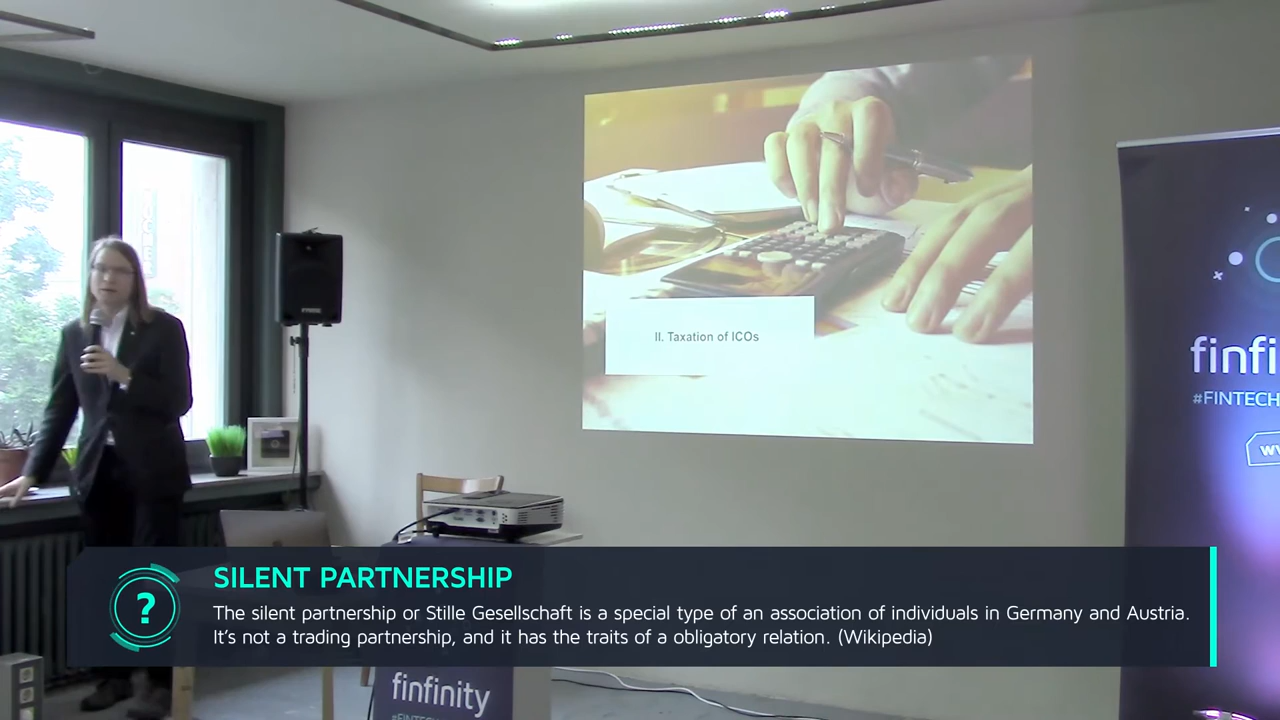 II. Taxation of ICOs
finfi
#FINTECH
SILENT PARTNERSHIP
?
The silent partnership or Stille Gesellschaft is a special type of an association of individuals in Germany and Austria.
It's not a trading partnership, and it has the traits of a obligatory relation. (Wikipedia)
finfinity